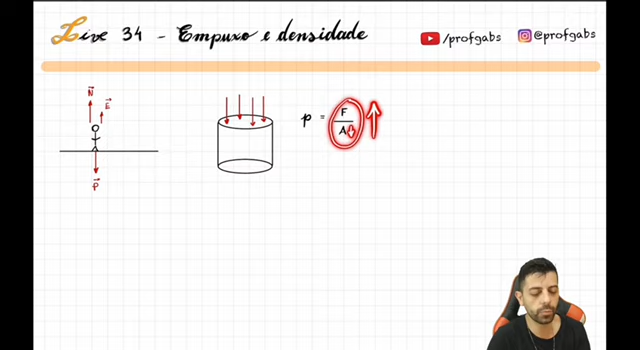 Live 34 - Empuxo e densidade
/profgabs
@profgabs
N
E
P
p = F
A